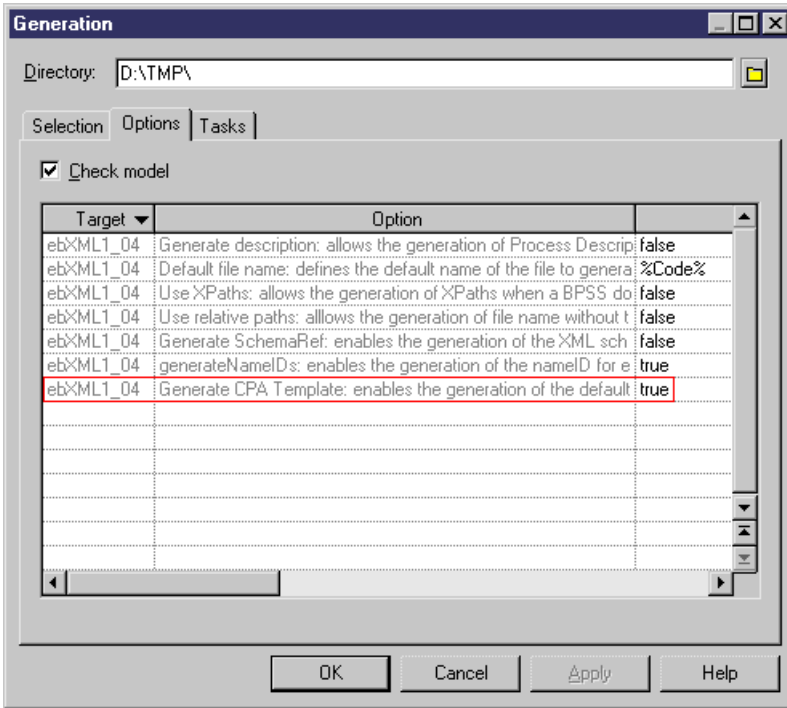 Generation
Directory: D:\TMP\
Selection Options Tasks
Check model
Target Option
ebXML1_04 Generate description: allows the generation of Process Descrip false
ebXML1_04 Default file name: defines the default name of the file to genera %Code%
ebXML1_04 Use XPaths: allows the generation of XPaths when a BPSS do false
ebXML1_04 Use relative paths: alllows the generation of file name without t false
ebXML1_04 Generate SchemaRef: enables the generation of the XML sch false
ebXML1_04 generateNameIDs: enables the generation of the nameID for e true
ebXML1_04 Generate CPA Template: enables the generation of the default true
OK Cancel Apply Help